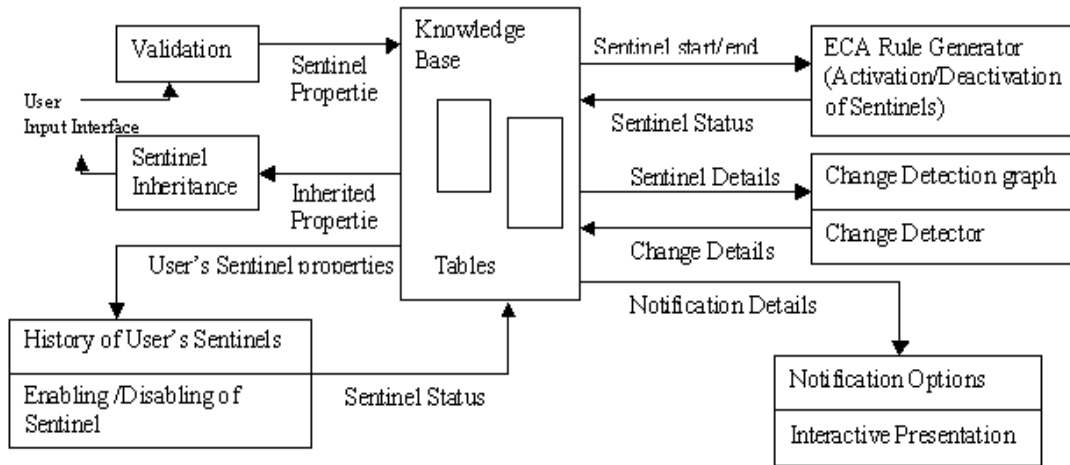 Validation
Sentinel
Propertie
User
Input Interface
Sentinel
Inheritance
Inherited
Propertie
Knowledge
Base
Tables
Sentinel start/end
ECA Rule Generator
(Activation/Deactivation
of Sentinels)
Sentinel Status
Sentinel Details
Change Detection graph
Change Detector
Change Details
User's Sentinel properties
Notification Details
History of User's Sentinels
Enabling /Disabling of
Sentinel
Sentinel Status
Notification Options
Interactive Presentation